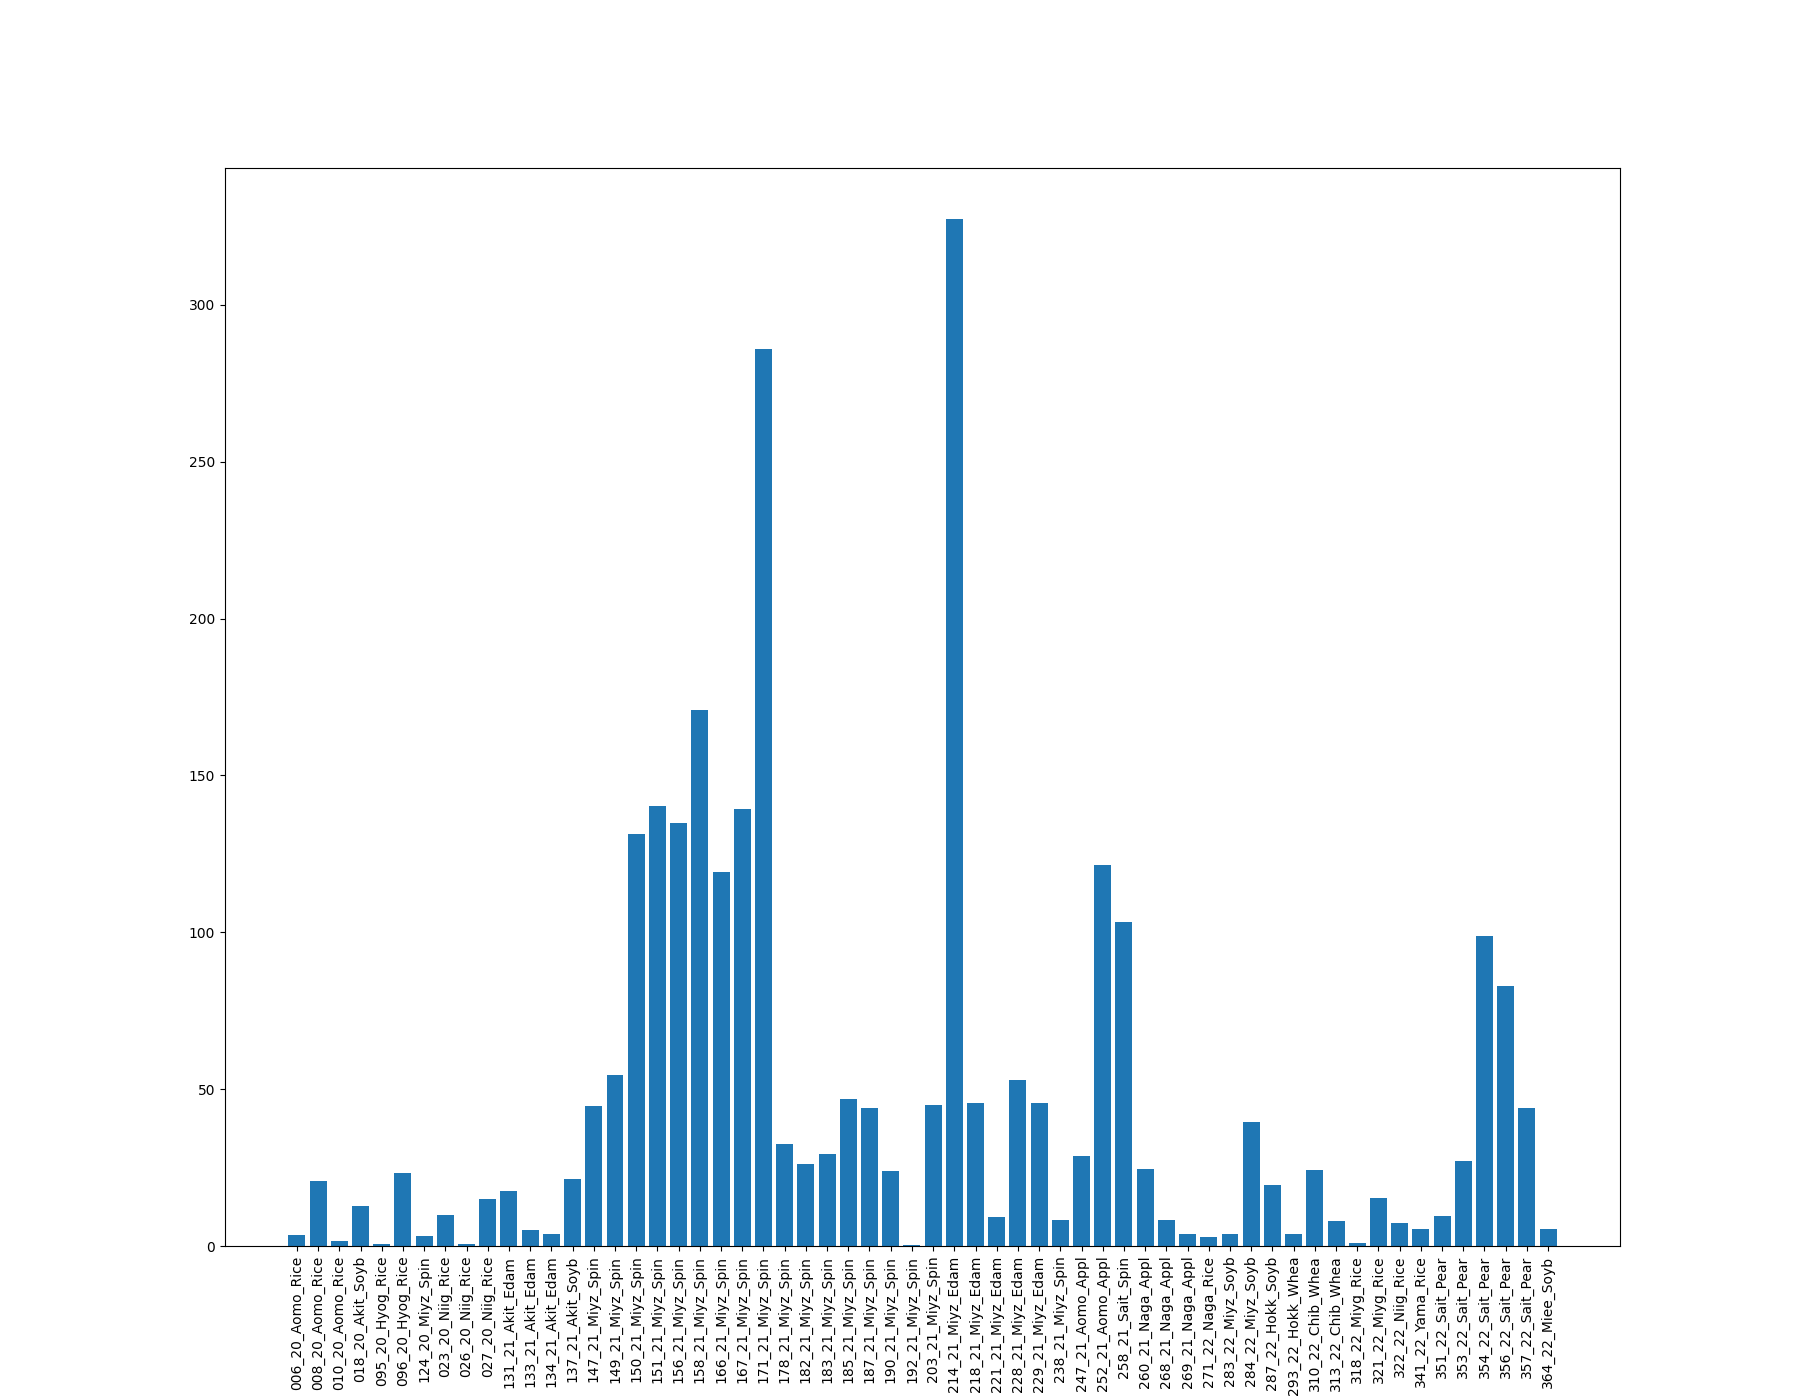 300
250
200
150
100
50
0
006_20_Aomo_Rice
008_20_Aomo_Rice
010_20_Aomo_Rice
018_20_Akit_Soyb
095_20_Hyog_Rice
096_20_Hyog_Rice
124_20_Miyz_Spin
023_20_Niig_Rice
026_20_Niig_Rice
027_20_Niig_Rice
131_21_Akit_Edam
133_21_Akit_Edam
134_21_Akit_Edam
137_21_Akit_Soyb
147_21_Miyz_Spin
149_21_Miyz_Spin
150_21_Miyz_Spin
151_21_Miyz_Spin
156_21_Miyz_Spin
158_21_Miyz_Spin
166_21_Miyz_Spin
167_21_Miyz_Spin
171_21_Miyz_Spin
178_21_Miyz_Spin
182_21_Miyz_Spin
183_21_Miyz_Spin
185_21_Miyz_Spin
187_21_Miyz_Spin
190_21_Miyz_Spin
192_21_Miyz_Spin
203_21_Miyz_Spin
214_21_Miyz_Edam
218_21_Miyz_Edam
221_21_Miyz_Edam
228_21_Miyz_Edam
229_21_Miyz_Edam
238_21_Miyz_Spin
247_21_Aomo_Appl
252_21_Aomo_Appl
258_21_Sait_Spin
260_21_Naga_Appl
268_21_Naga_Appl
269_21_Naga_Appl
271_22_Naga_Rice
283_22_Miyz_Soyb
284_22_Miyz_Soyb
287_22_Hokk_Soyb
293_22_Hokk_Whea
310_22_Chib_Whea
313_22_Chib_Whea
318_22_Miyg_Rice
321_22_Miyg_Rice
322_22_Niig_Rice
341_22_Yama_Rice
351_22_Sait_Pear
353_22_Sait_Pear
354_22_Sait_Pear
356_22_Sait_Pear
357_22_Sait_Pear
364_22_Miee_Soyb